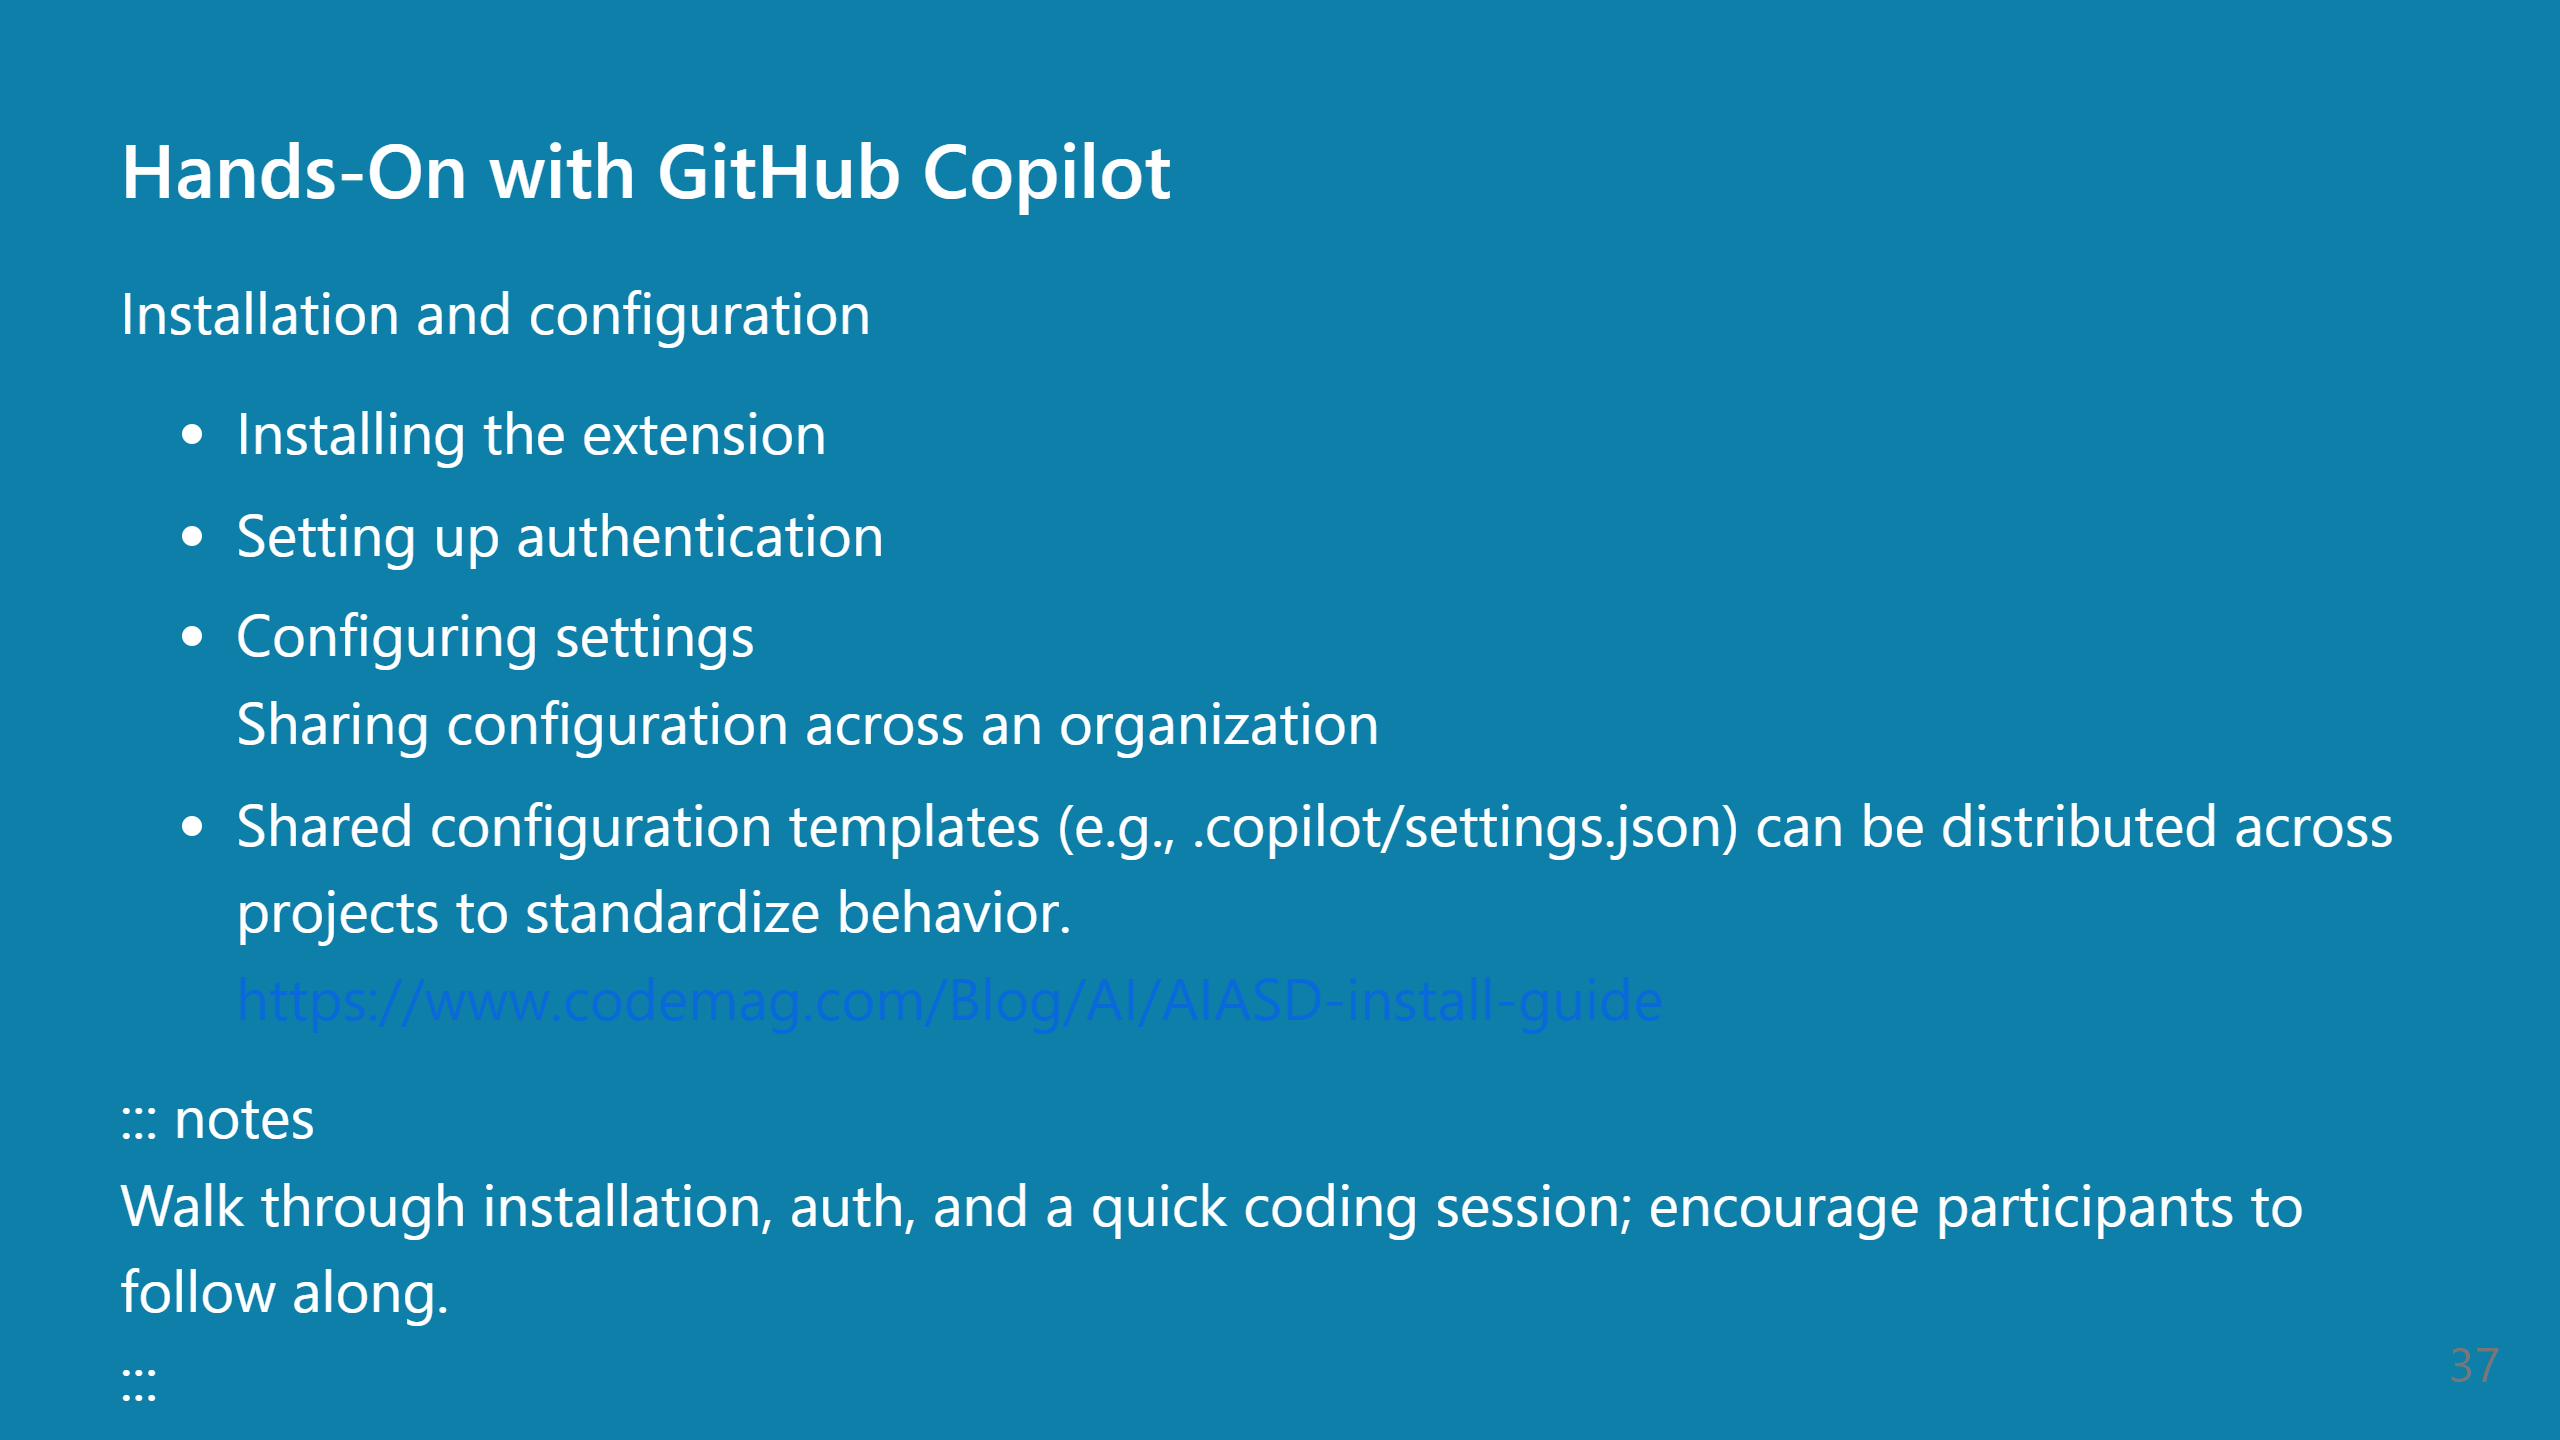 Hands-On with GitHub Copilot
Installation and configuration
• Installing the extension
• Setting up authentication
• Configuring settings
Sharing configuration across an organization
• Shared configuration templates (e.g., .copilot/settings.json) can be distributed across
projects to standardize behavior.
https://www.codemag.com/Blog/AI/AIASD-install-guide
::: notes
Walk through installation, auth, and a quick coding session; encourage participants to
follow along.
:::
37